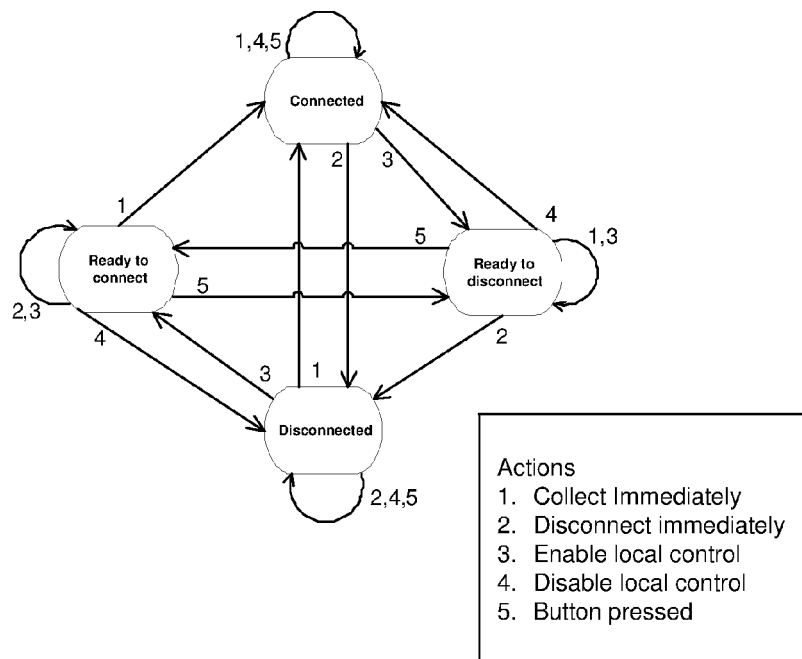 1,4,5
Connected
2
3
1
4
5
1,3
Ready to
connect
Ready to
disconnect
5
2,3
4
2
3
1
Disconnected
2,4,5
Actions
1. Collect Immediately
2. Disconnect immediately
3. Enable local control
4. Disable local control
5. Button pressed